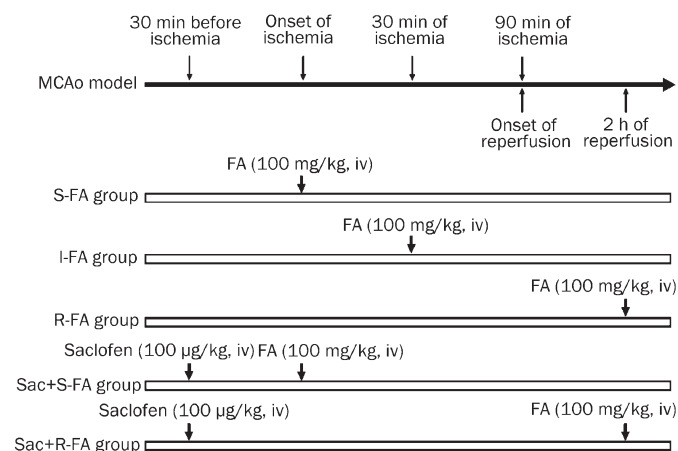 30 min before
ischemia
Onset of
ischemia
30 min of
ischemia
90 min of
ischemia
MCAo model
Onset of
reperfusion
2 h of
reperfusion
FA (100 mg/kg, iv)
S-FA group
FA (100 mg/kg, iv)
I-FA group
FA (100 mg/kg, iv)
R-FA group
Saclofen (100 µg/kg, iv) FA (100 mg/kg, iv)
Sac+S-FA group
Saclofen (100 µg/kg, iv) FA (100 mg/kg, iv)
Sac+R-FA group